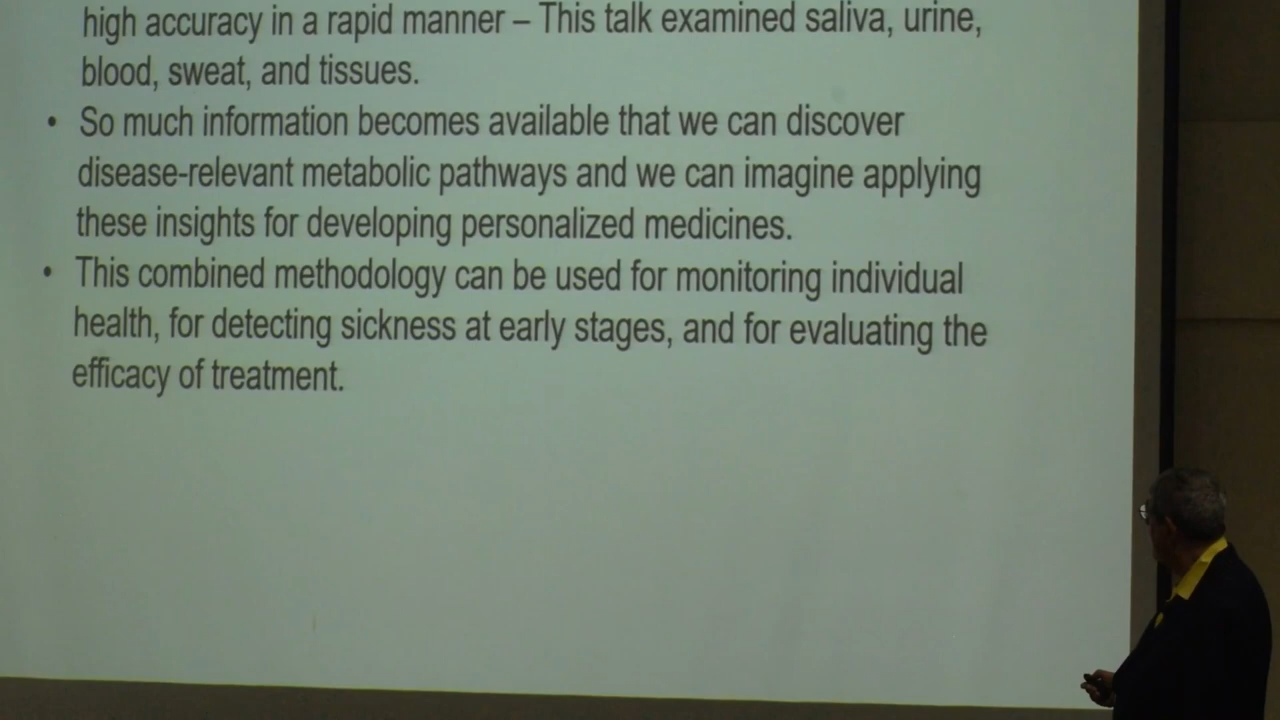 high accuracy in a rapid manner – This talk examined saliva, urine,
blood, sweat, and tissues.
• So much information becomes available that we can discover
disease-relevant metabolic pathways and we can imagine applying
these insights for developing personalized medicines.
• This combined methodology can be used for monitoring individual
health, for detecting sickness at early stages, and for evaluating the
efficacy of treatment.